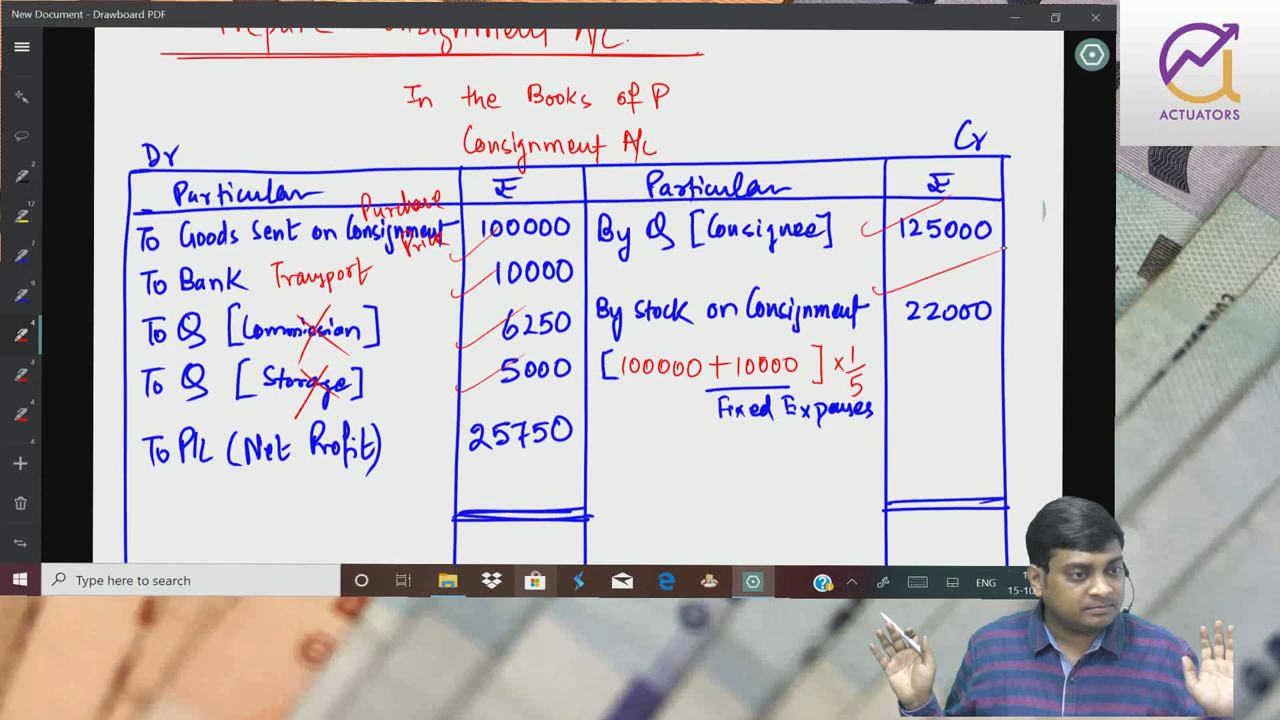 New Document - Drawboard PDF
Prepare Consignment A/C.
In the Books of P
Consignment A/c
Dr
Cr
Particular ₹ Particular ₹
To Goods Sent on Consignment 100000 By Q [Consignee] 125000
Purchase
Price
To Bank Transport 10000
To Q [Commission] 6250 By Stock on Consignment 22000
To Q [Storage] 5000 [100000 + 10000] × 1/5
Fixed Expenses
To P/L (Net Profit) 25750
Type here to search
ENG
ACTUATORS